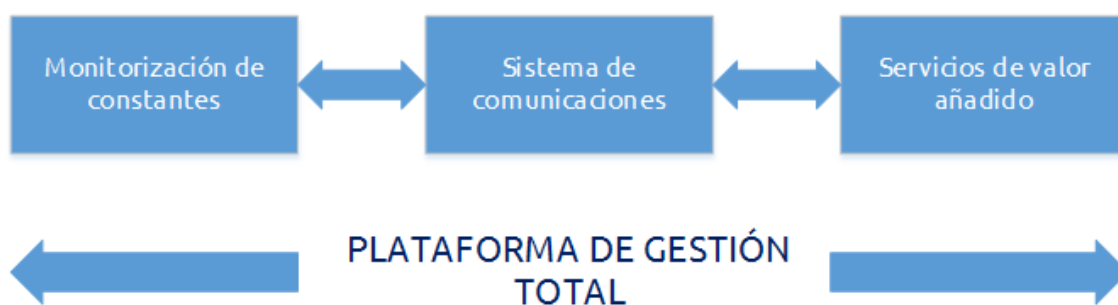 Monitorización de
constantes
Sistema de
comunicaciones
Servicios de valor
añadido
PLATAFORMA DE GESTIÓN
TOTAL